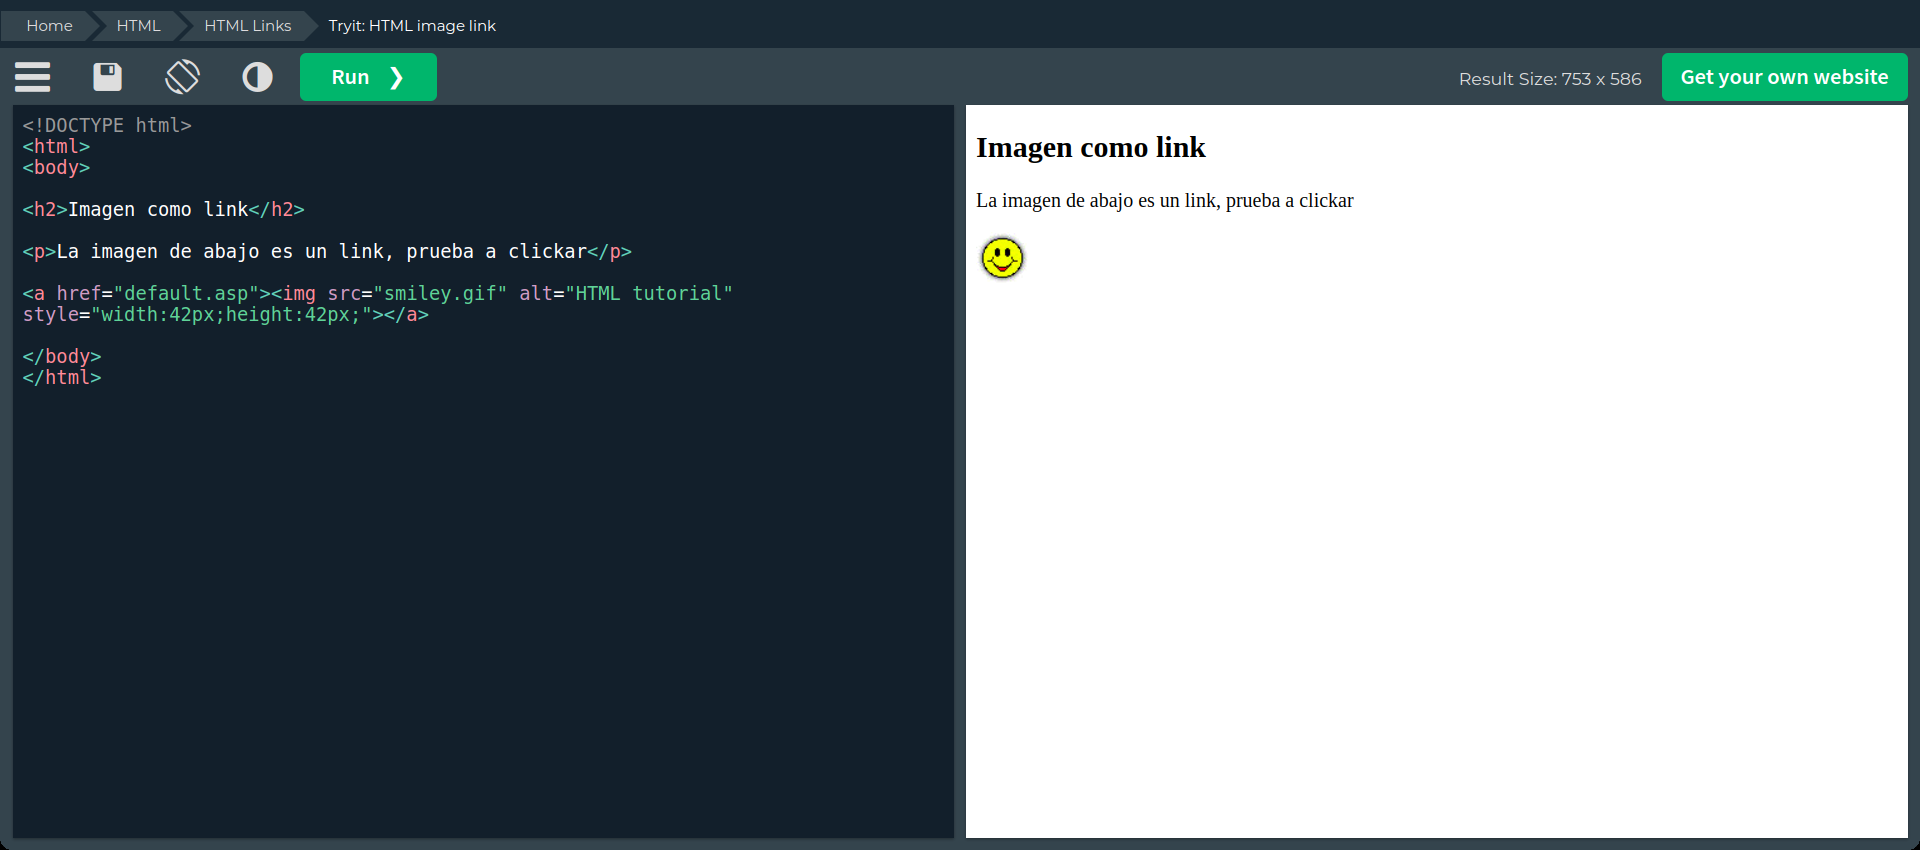 Home HTML HTML Links Tryit: HTML image link
Run ❯ Result Size: 753 x 586 Get your own website
<!DOCTYPE html>
<html>
<body>
<h2>Imagen como link</h2>
<p>La imagen de abajo es un link, prueba a clickar</p>
<a href="default.asp"><img src="smiley.gif" alt="HTML tutorial"
style="width:42px;height:42px;"></a>
</body>
</html>
Imagen como link
La imagen de abajo es un link, prueba a clickar